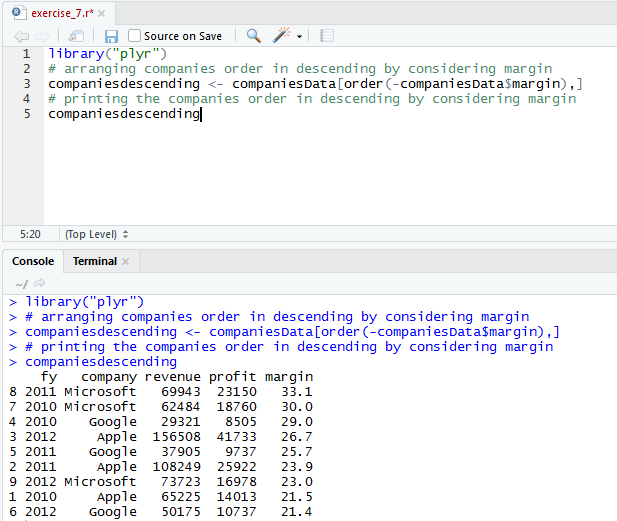 exercise_7.r* ×
Source on Save
1 library("plyr")
2 # arranging companies order in descending by considering margin
3 companiesdescending <- companiesData[order(-companiesData$margin),]
4 # printing the companies order in descending by considering margin
5 companiesdescending
5:20 (Top Level)
Console Terminal ×
~/
> library("plyr")
> # arranging companies order in descending by considering margin
> companiesdescending <- companiesData[order(-companiesData$margin),]
> # printing the companies order in descending by considering margin
> companiesdescending
fy company revenue profit margin
8 2011 Microsoft 69943 23150 33.1
7 2010 Microsoft 62484 18760 30.0
4 2010 Google 29321 8505 29.0
3 2012 Apple 156508 41733 26.7
5 2011 Google 37905 9737 25.7
2 2011 Apple 108249 25922 23.9
9 2012 Microsoft 73723 16978 23.0
1 2010 Apple 65225 14013 21.5
6 2012 Google 50175 10737 21.4